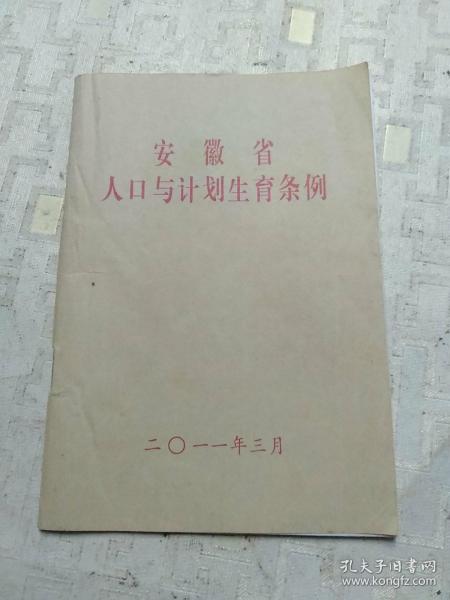 安徽省
人口与计划生育条例
二〇一一年三月
孔夫子旧书网
www.kongfz.com